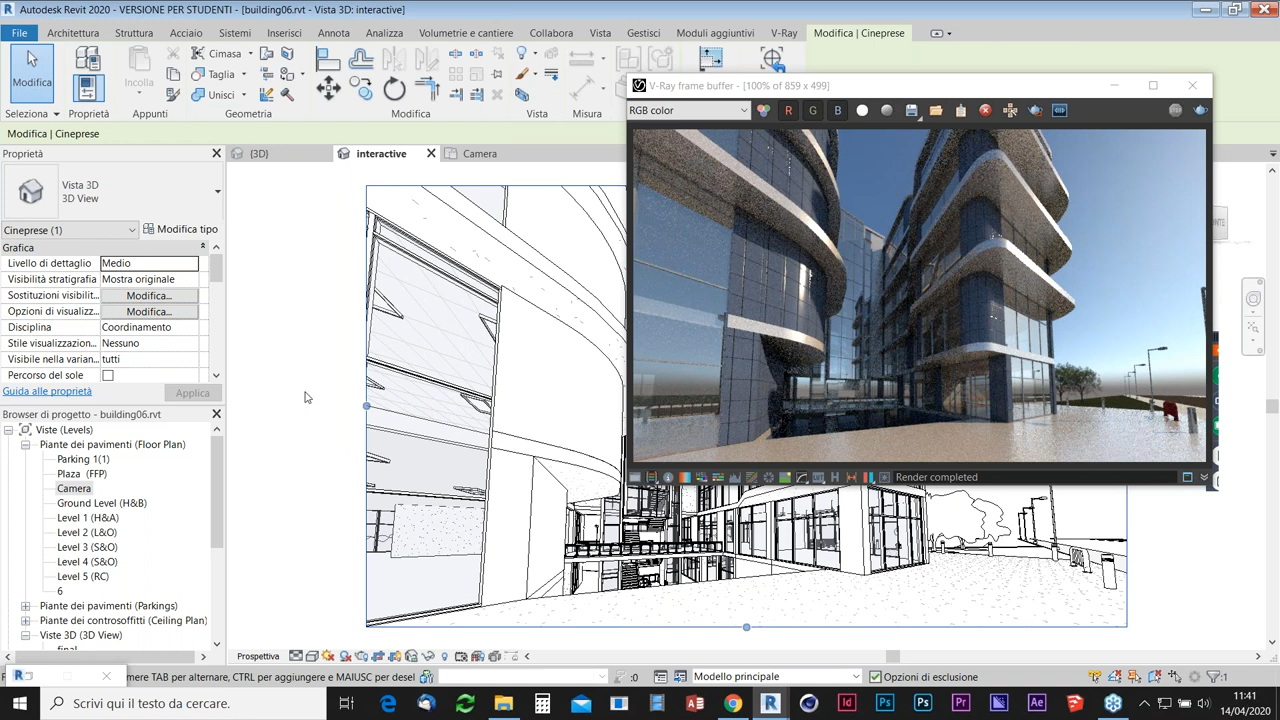 Autodesk Revit 2020 - VERSIONE PER STUDENTI - [building06.rvt - Vista 3D: interactive]
File Architettura Struttura Acciaio Sistemi Inserisci Annota Analizza Volumetrie e cantiere Collabora Vista Gestisci Moduli aggiuntivi V-Ray Modifica | Cineprese
Modifica
Incolla
Cimasa
Taglia
Unisci
Seleziona Proprietà Appunti Geometria Modifica Vista Misura
Modifica | Cineprese
V-Ray frame buffer - [100% of 859 x 499]
RGB color
R G B
Render completed
Proprietà
Vista 3D
3D View
Cineprese (1)
Modifica tipo
Grafica
Livello di dettaglio Medio
Visibilità stratigrafia Mostra originale
Sostituzioni visibilit... Modifica...
Opzioni di visualizz... Modifica...
Disciplina Coordinamento
Stile visualizzazion... Nessuno
Visibile nella varian... tutti
Percorso del sole
Guida alle proprietà
Applica
{3D}
interactive
Camera
Browser di progetto - building06.rvt
Viste (Levels)
Piante dei pavimenti (Floor Plan)
Parking 1(1)
Plaza (FFP)
Camera
Ground Level (H&B)
Level 1 (H&A)
Level 2 (L&O)
Level 3 (S&O)
Level 4 (S&O)
Level 5 (RC)
6
Piante dei pavimenti (Parkings)
Piante dei controsoffitti (Ceiling Plan)
Viste 3D (3D View)
final
Prospettiva
mere TAB per alternare, CTRL per aggiungere e MAIUSC per desel
:0
Modello principale
Opzioni di esclusione
:1
Scrivi qui il testo da ricercare.
R Id Ps Ps Pr Ae
11:41
14/04/2020